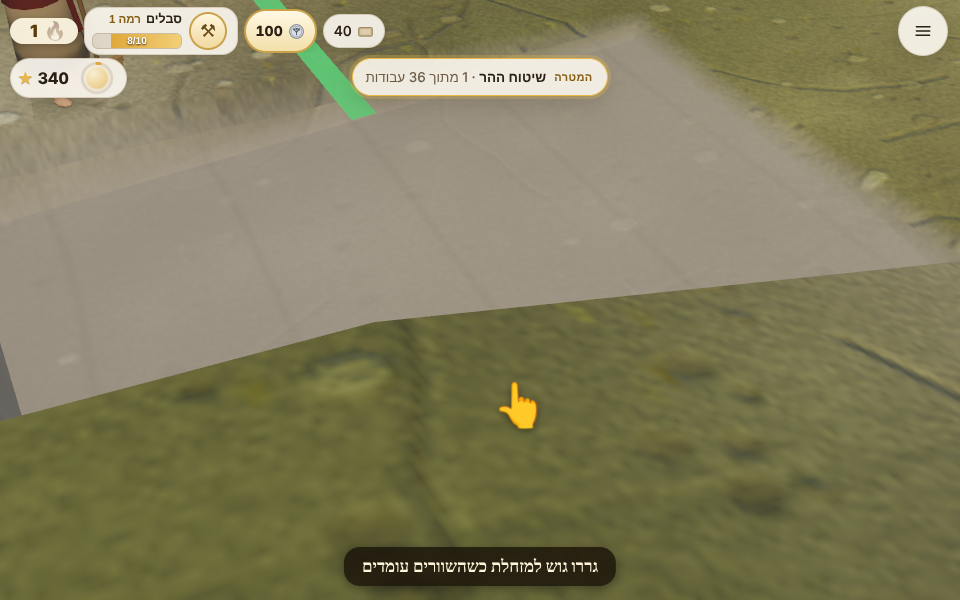 1
סבלים רמה 1
8/10
100
40
340
המטרה שיטוח ההר · 1 מתוך 36 עבודות
גררו גוש למזחלת כשהשוורים עומדים